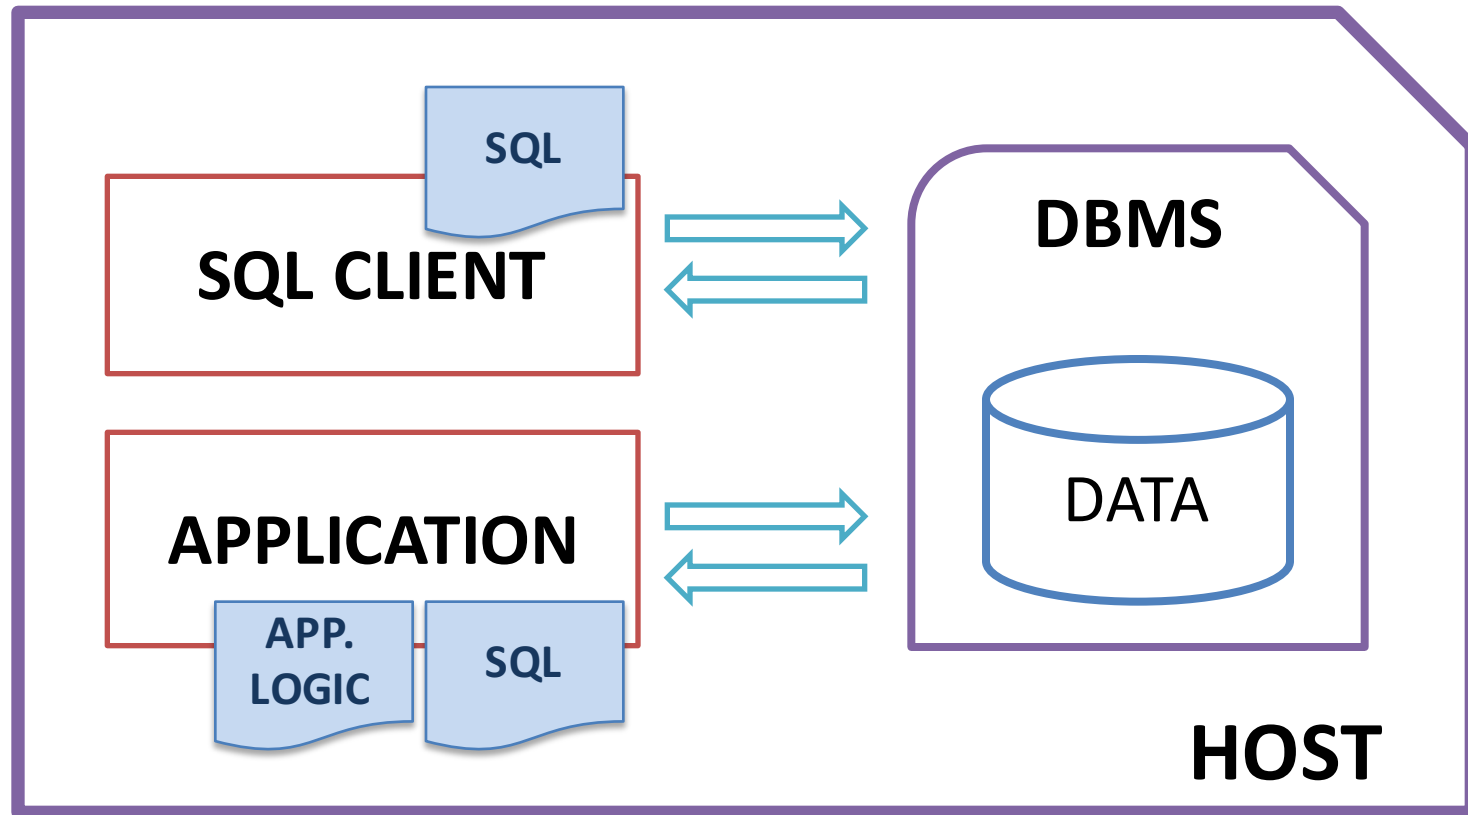 SQL
SQL CLIENT
DBMS
DATA
APPLICATION
APP.
LOGIC
SQL
HOST